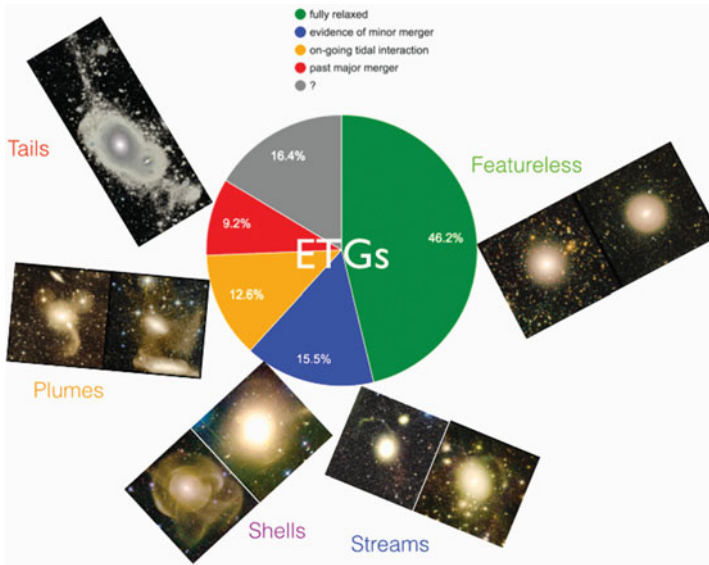 fully relaxed
evidence of minor merger
on-going tidal interaction
past major merger
?
Tails
16.4%
Featureless
9.2%
46.2%
ETGs
12.6%
15.5%
Plumes
Shells
Streams